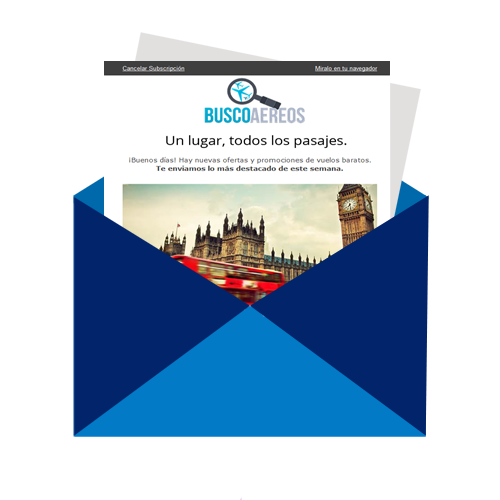 Cancelar Subscripción Miralo en tu navegador
BUSCOAEREOS
Un lugar, todos los pasajes.
¡Buenos días! Hay nuevas ofertas y promociones de vuelos baratos.
Te enviamos lo más destacado de este semana.